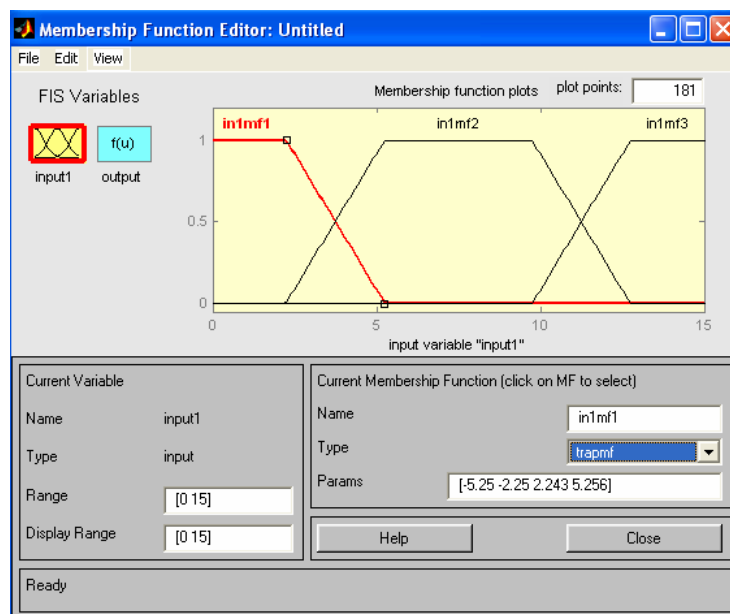 Membership Function Editor: Untitled
File Edit View
FIS Variables
f(u)
input1 output
Membership function plots plot points: 181
in1mf1 in1mf2 in1mf3
1
0.5
0
0 5 10 15
input variable "input1"
Current Variable
Name input1
Type input
Range [0 15]
Display Range [0 15]
Current Membership Function (click on MF to select)
Name in1mf1
Type trapmf
Params [-5.25 -2.25 2.243 5.256]
Help Close
Ready